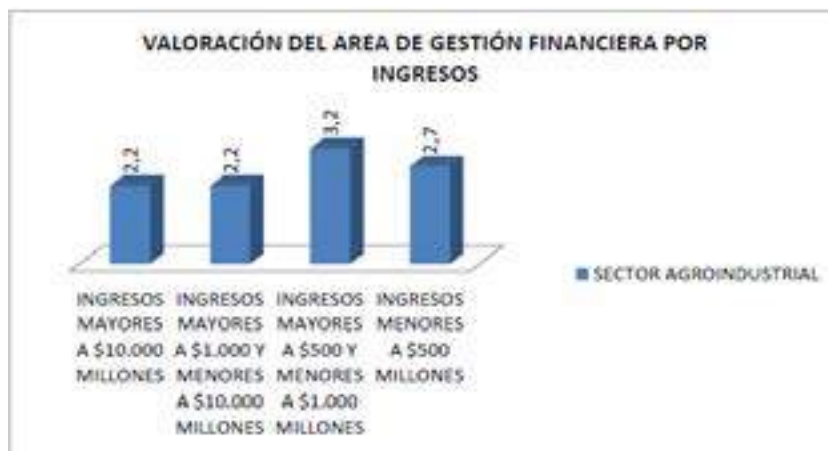 VALORACIÓN DEL AREA DE GESTIÓN FINANCIERA POR
INGRESOS
2,2
2,2
3,2
2,7
INGRESOS
MAYORES
A $10.000
MILLONES
INGRESOS
MAYORES
A $1.000 Y
MENORES
A $10.000
MILLONES
INGRESOS
MAYORES
A $500 Y
MENORES
A $1.000
MILLONES
INGRESOS
MENORES
A $500
MILLONES
SECTOR AGROINDUSTRIAL